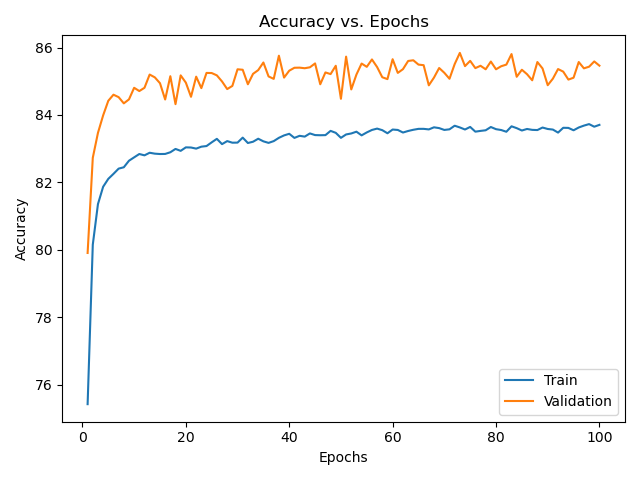 Accuracy vs. Epochs
86
84
82
80
78
76
Accuracy
0 20 40 60 80 100
Epochs
Train
Validation